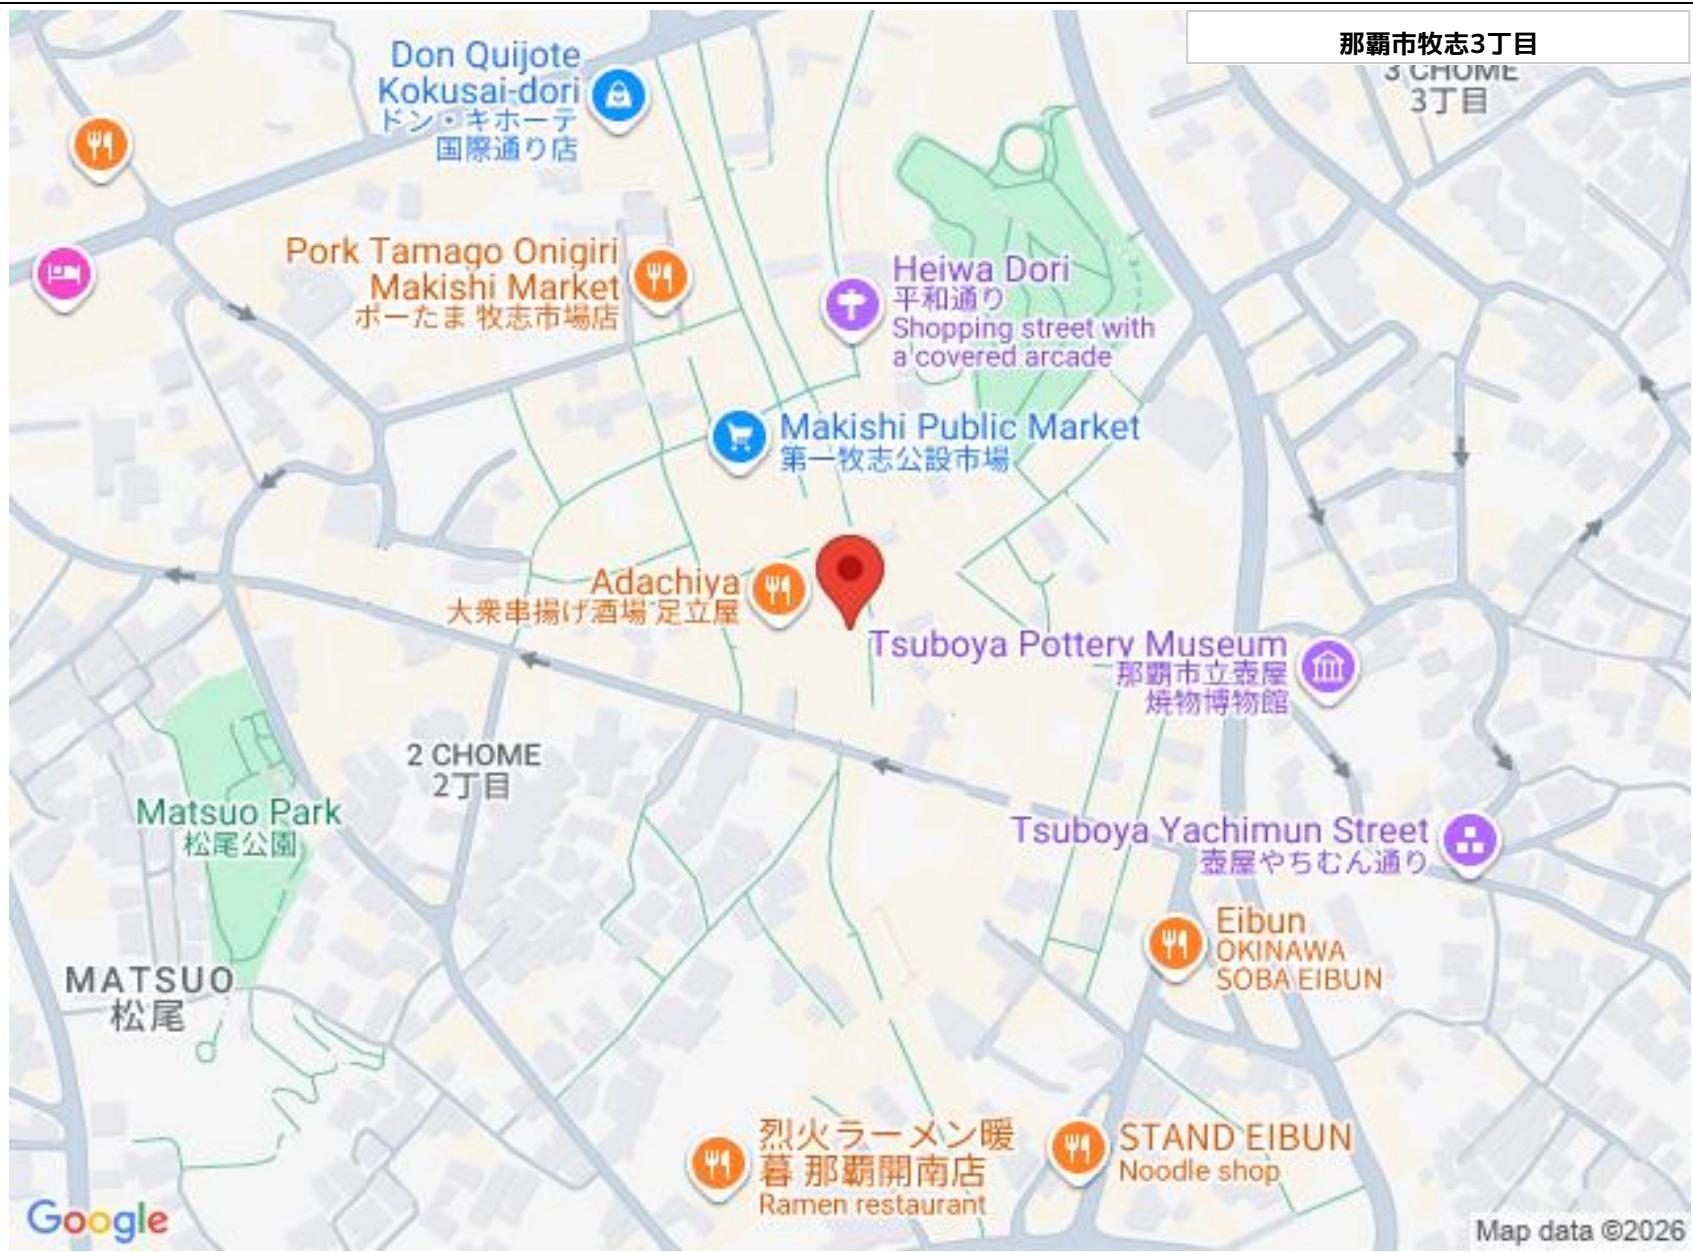 那覇市牧志3丁目
3 CHOME
3丁目
Don Quijote
Kokusai-dori
ドン・キホーテ
国際通り店
Pork Tamago Onigiri
Makishi Market
ポーたま 牧志市場店
Heiwa Dori
平和通り
Shopping street with
a covered arcade
Makishi Public Market
第一牧志公設市場
Adachiya
大衆串揚げ酒場 足立屋
Tsuboya Pottery Museum
那覇市立壺屋
焼物博物館
2 CHOME
2丁目
Matsuo Park
松尾公園
Tsuboya Yachimun Street
壺屋やちむん通り
Eibun
OKINAWA
SOBA EIBUN
MATSUO
松尾
烈火ラーメン暖
暮 那覇開南店
Ramen restaurant
STAND EIBUN
Noodle shop
Google
Map data ©2026